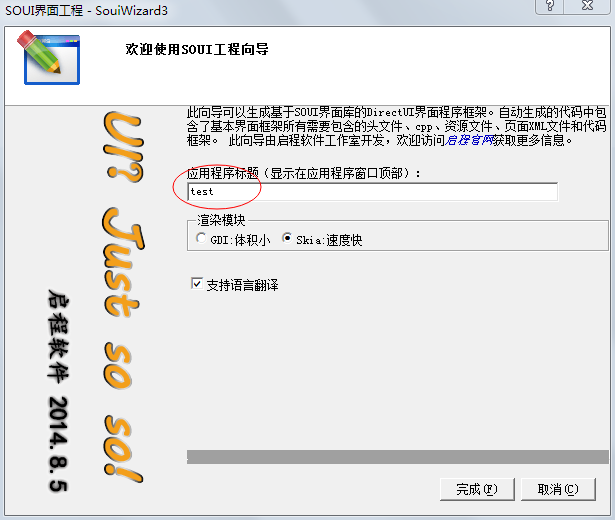 SOUI界面工程 - SouiWizard3
欢迎使用SOUI工程向导
此向导可以生成基于SOUI界面库的DirectUI界面程序框架。自动生成的代码中包
含了基本界面框架所有需要包含的头文件、cpp、资源文件、页面XML文件和代码
框架。 此向导由启程软件工作室开发，欢迎访问启程官网获取更多信息。
应用程序标题（显示在应用程序窗口顶部）：
test
渲染模块
GDI:体积小 Skia:速度快
支持语言翻译
UI? Just so so!
启程软件 2014.8.5
完成(F) 取消(C)